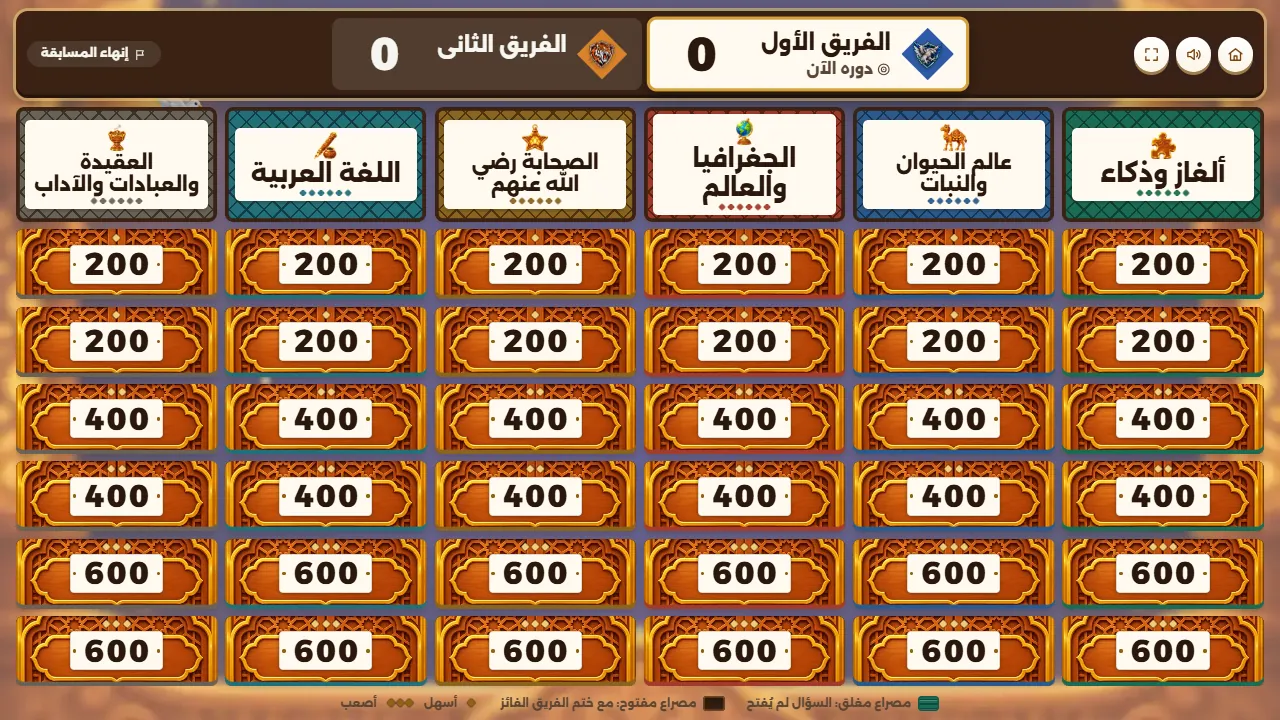 الفريق الأول
دوره الآن
0
الفريق الثانى
0
إنهاء المسابقة
ألغاز وذكاء
عالم الحيوان
والنبات
الجغرافيا
والعالم
الصحابة رضي
الله عنهم
اللغة العربية
العقيدة
والعبادات والآداب
200 200 200 200 200 200
200 200 200 200 200 200
400 400 400 400 400 400
400 400 400 400 400 400
600 600 600 600 600 600
600 600 600 600 600 600
مصراع مغلق: السؤال لم يُفتح مصراع مفتوح: مع ختم الفريق الفائز أسهل أصعب